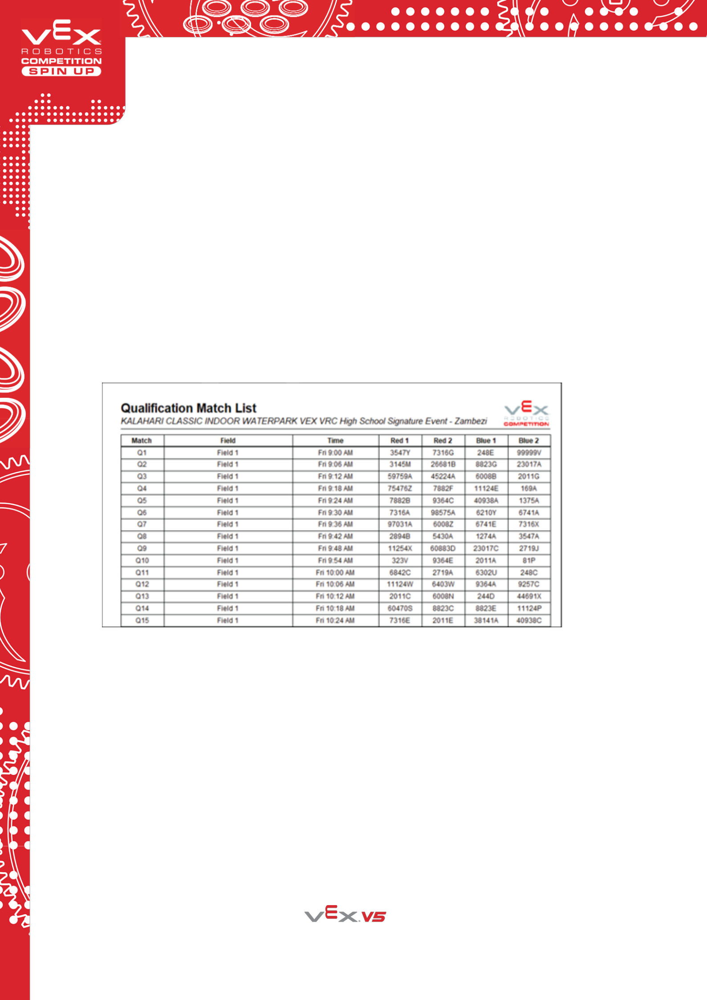 VEX
ROBOTICS
COMPETITION
SPIN UP
Qualification Match List
KALAHARI CLASSIC INDOOR WATERPARK VEX VRC High School Signature Event - Zambezi
VEX
ROBOTICS
COMPETITION
Match Field Time Red 1 Red 2 Blue 1 Blue 2
Q1 Field 1 Fri 9:00 AM 3547Y 7316G 248E 99999V
Q2 Field 1 Fri 9:06 AM 3145M 26681B 8823G 23017A
Q3 Field 1 Fri 9:12 AM 59759A 45224A 6008B 2011G
Q4 Field 1 Fri 9:18 AM 75476Z 7882F 11124E 169A
Q5 Field 1 Fri 9:24 AM 7882B 9364C 40938A 1375A
Q6 Field 1 Fri 9:30 AM 7316A 98575A 6210Y 6741A
Q7 Field 1 Fri 9:36 AM 97031A 6008Z 6741E 7316X
Q8 Field 1 Fri 9:42 AM 2894B 5430A 1274A 3547A
Q9 Field 1 Fri 9:48 AM 11254X 60883D 23017C 2719J
Q10 Field 1 Fri 9:54 AM 323V 9364E 2011A 81P
Q11 Field 1 Fri 10:00 AM 6842C 2719A 6302U 248C
Q12 Field 1 Fri 10:06 AM 11124W 6403W 9364A 9257C
Q13 Field 1 Fri 10:12 AM 2011C 6008N 244D 44691X
Q14 Field 1 Fri 10:18 AM 60470S 8823C 8823E 11124P
Q15 Field 1 Fri 10:24 AM 7316E 2011E 38141A 40938C
VEX V5